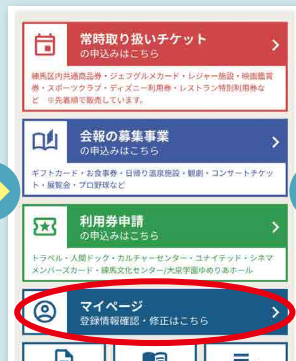 常時取り扱いチケット
の申込みはこちら
練馬区内共通商品券・ジェフグルメカード・レジャー施設・映画鑑賞
券・スポーツクラブ・ディズニー利用券・レストラン特別利用券な
ど ※先着順で販売しています。
会報の募集事業
の申込みはこちら
ギフトカード・お食事券・日帰り温泉施設・観劇・コンサートチケッ
ト・展覧会・プロ野球など
利用券申請
の申込みはこちら
トラベル・人間ドック・カルチャーセンター・ユナイテッド・シネマ
メンバーズカード・練馬文化センター/大泉学園ゆめりあホール
マイページ
登録情報確認・修正はこちら